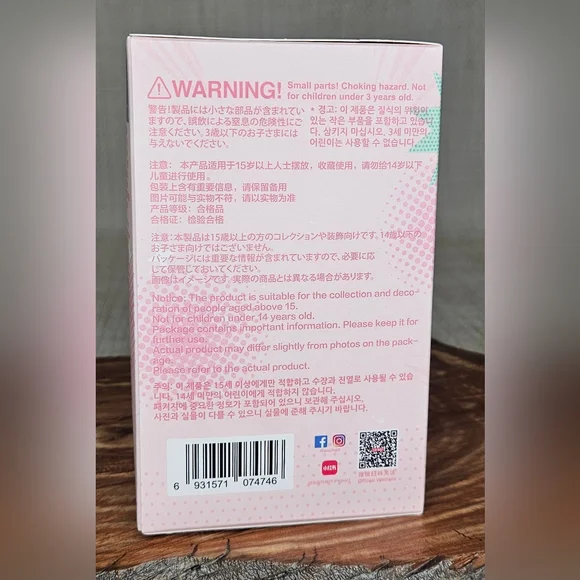 WARNING!
Small parts! Choking hazard. Not
for children under 3 years old.
警告!製品には小さな部品が含まれていま
すので、誤飲による窒息の危険性にご
注意ください。3歳以下のお子さまには
与えないでください。
* 경고: 이 제품은 질식의 위험이
있는 작은 부품을 포함하고 있습니
다. 삼키지 마십시오. 3세 미만의
어린이는 사용할 수 없습니다.
注意: 本产品适用于15岁以上人士摆放,收藏使用,请勿给14岁以下
儿童进行使用。
包装上含有重要信息,请保留备用
图片可能与实物不符,请以实物为准
产品等级:合格品
合格证:检验合格
注意:本製品は15歳以上の方のコレクションや装飾向けです。14歳以下の
お子さま向けではございません。
パッケージには重要な情報が含まれていますので、必要に応
じて保管しておいてください。
画像はイメージです。実際の商品とは異なる場合があります。
Notice: The product is suitable for the collection and deco-
ration of people aged above 15.
Not for children under 14 years old.
Package contains important information. Please keep it for
further use.
Actual product may differ slightly from photos on the pack-
age.
Please refer to the actual product.
주의: 이 제품은 15세 이상에게만 적합하고 수장과 진열로 사용될 수 있
습니다. 14세 미만의 어린이에게 적합하지 않습니다.
패키지에 중요한 정보가 포함되어 있으니 보관해 주십시오.
사진과 실물이 다를 수 있으니 실물에 준해 주시기 바랍니다.
6 931571 074746